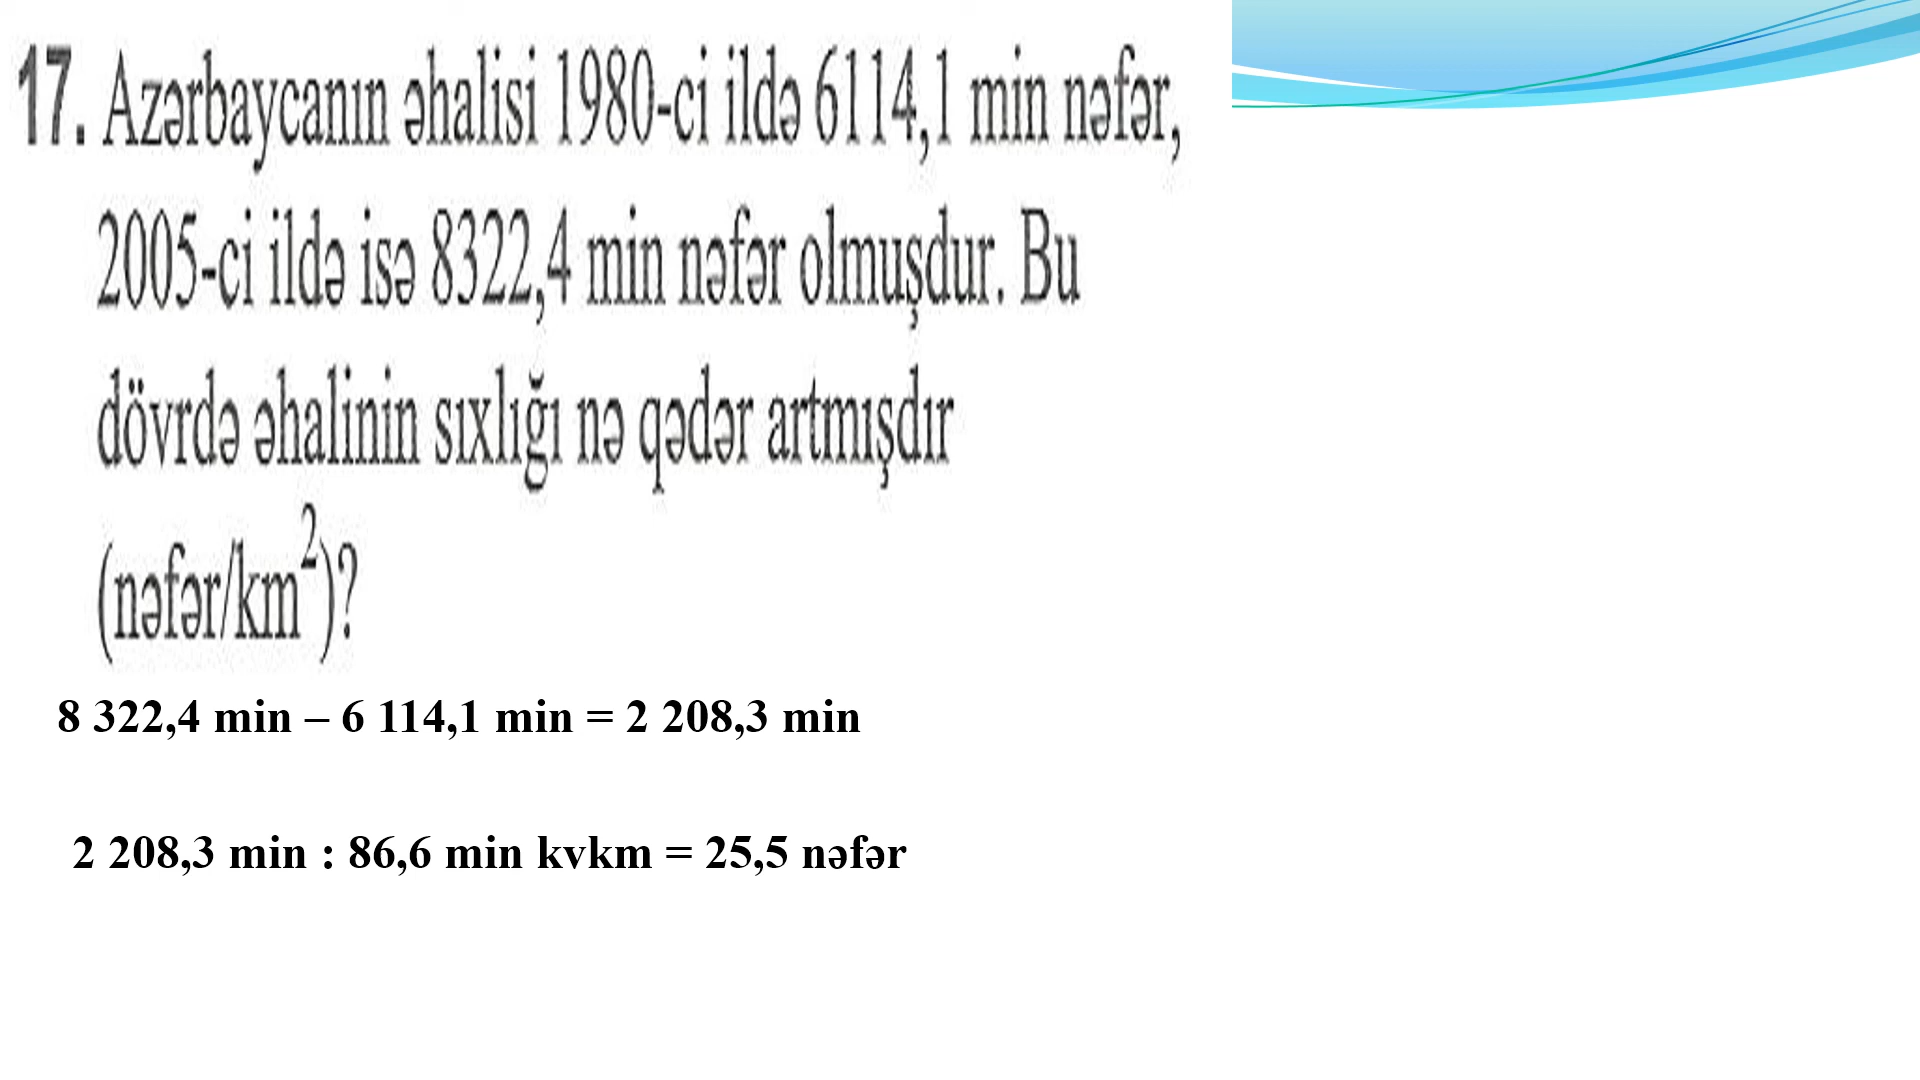 17. Azərbaycanın əhalisi 1980-ci ildə 6114,1 min nəfər,
2005-ci ildə isə 8322,4 min nəfər olmuşdur. Bu
dövrdə əhalinin sıxlığı nə qədər artmışdır
(nəfər/km²)?
8 322,4 min – 6 114,1 min = 2 208,3 min
2 208,3 min : 86,6 min kvkm = 25,5 nəfər